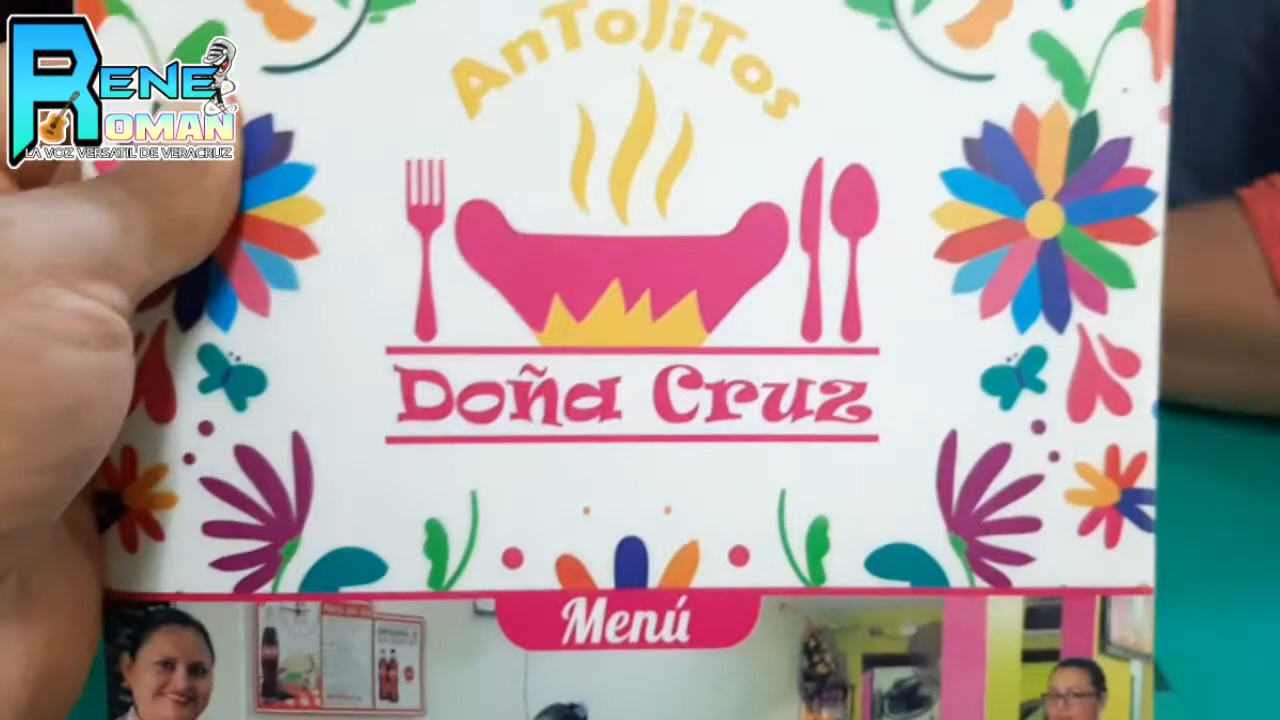 RENE
ROMAN
LA VOZ VERSATIL DE VERACRUZ
AnToJiTos
Doña Cruz
Menú